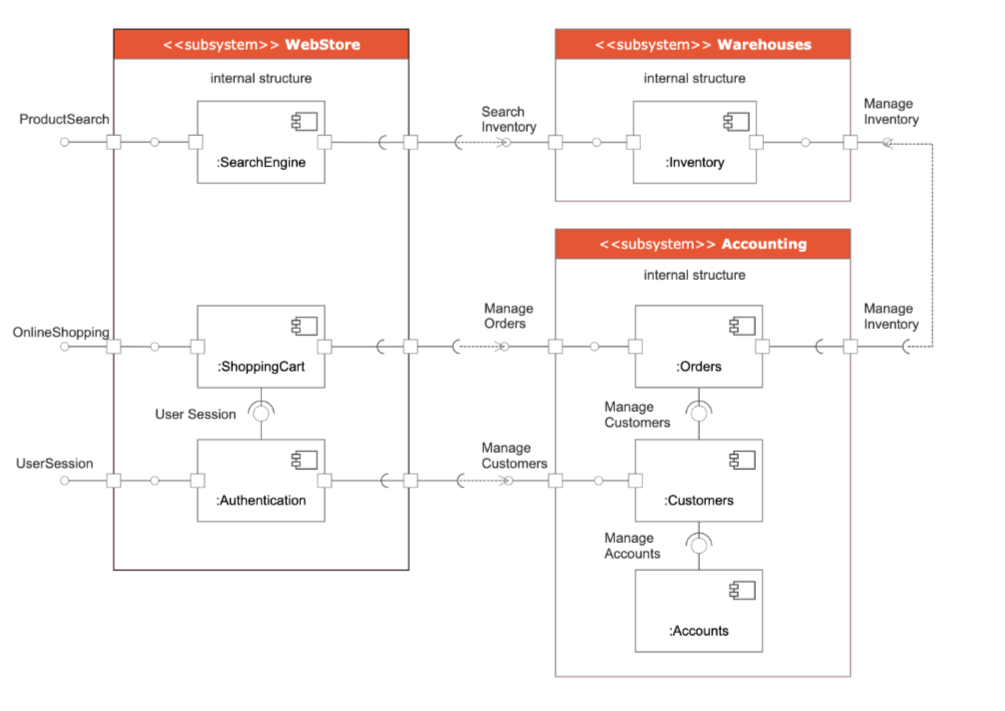 <<subsystem>> WebStore
internal structure
ProductSearch
:SearchEngine
Search
Inventory
<<subsystem>> Warehouses
internal structure
:Inventory
Manage
Inventory
<<subsystem>> Accounting
internal structure
OnlineShopping
:ShoppingCart
Manage
Orders
:Orders
Manage
Inventory
User Session
Manage
Customers
UserSession
:Authentication
Manage
Customers
:Customers
Manage
Accounts
:Accounts